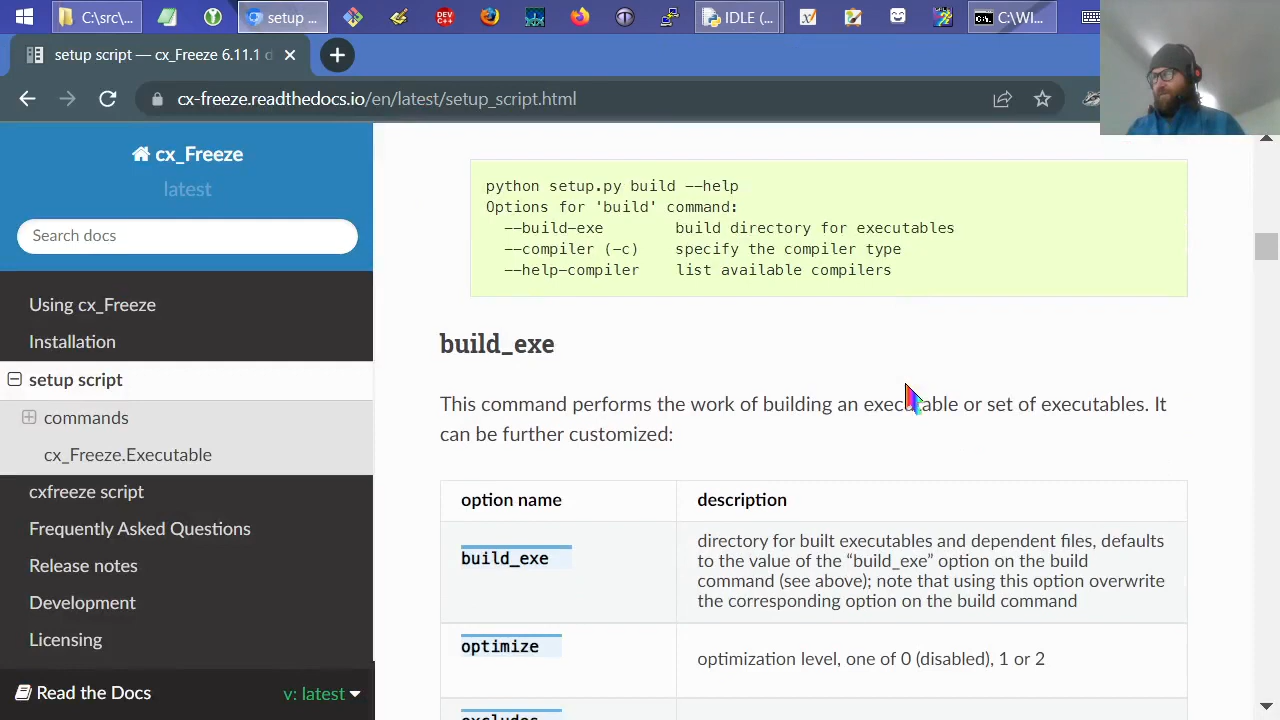 C:\src\...
setup ...
DEV
C++
IDLE (...
C:\WI...
setup script — cx_Freeze 6.11.1 d
cx-freeze.readthedocs.io/en/latest/setup_script.html
cx_Freeze
latest
Search docs
Using cx_Freeze
Installation
setup script
commands
cx_Freeze.Executable
cxfreeze script
Frequently Asked Questions
Release notes
Development
Licensing
Read the Docs
v: latest
python setup.py build --help
Options for 'build' command:
--build-exe build directory for executables
--compiler (-c) specify the compiler type
--help-compiler list available compilers
build_exe
This command performs the work of building an executable or set of executables. It
can be further customized:
option name description
build_exe
directory for built executables and dependent files, defaults
to the value of the “build_exe” option on the build
command (see above); note that using this option overwrite
the corresponding option on the build command
optimize
optimization level, one of 0 (disabled), 1 or 2
excludes